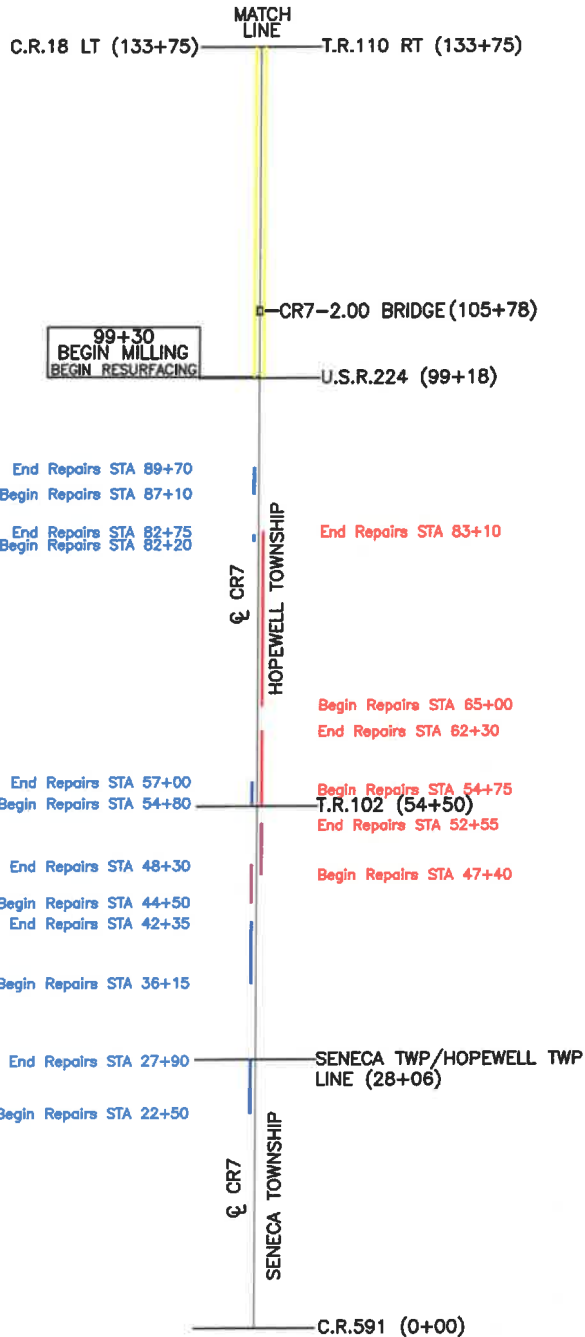 MATCH
LINE
C.R.18 LT (133+75)
T.R.110 RT (133+75)
CR7-2.00 BRIDGE(105+78)
99+30
BEGIN MILLING
BEGIN RESURFACING
U.S.R.224 (99+18)
End Repairs STA 89+70
Begin Repairs STA 87+10
End Repairs STA 82+75
Begin Repairs STA 82+20
End Repairs STA 83+10
℄ CR7
HOPEWELL TOWNSHIP
Begin Repairs STA 65+00
End Repairs STA 62+30
End Repairs STA 57+00
Begin Repairs STA 54+75
Begin Repairs STA 54+80
T.R.102 (54+50)
End Repairs STA 52+55
End Repairs STA 48+30
Begin Repairs STA 47+40
Begin Repairs STA 44+50
End Repairs STA 42+35
Begin Repairs STA 36+15
End Repairs STA 27+90
SENECA TWP/HOPEWELL TWP
LINE (28+06)
Begin Repairs STA 22+50
℄ CR7
SENECA TOWNSHIP
C.R.591 (0+00)